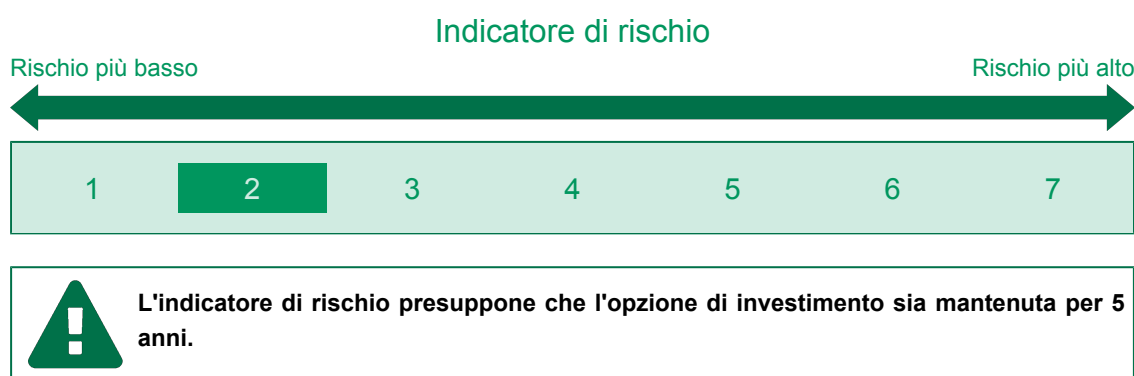 Indicatore di rischio
Rischio più basso Rischio più alto
1 2 3 4 5 6 7
L'indicatore di rischio presuppone che l'opzione di investimento sia mantenuta per 5
anni.